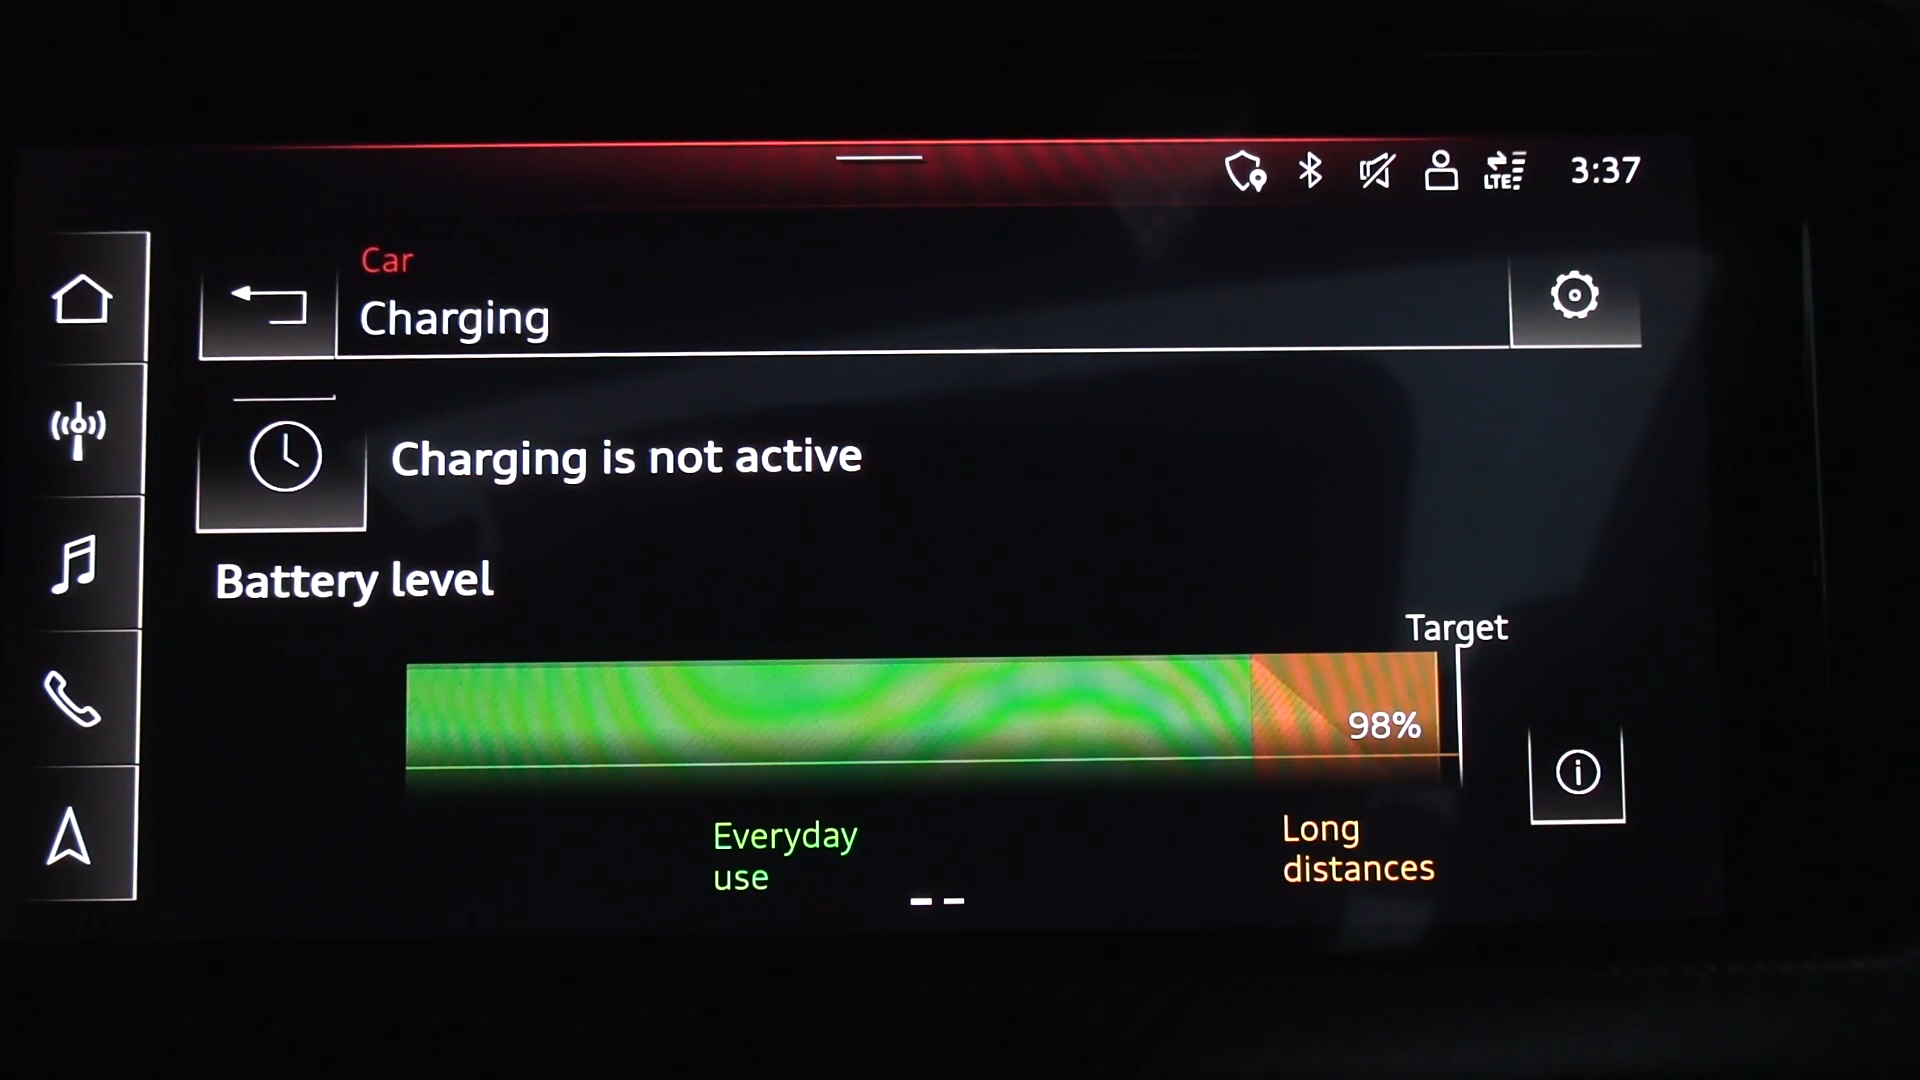 LTE
3:37
Car
Charging
Charging is not active
Battery level
Target
98%
Everyday
use
Long
distances